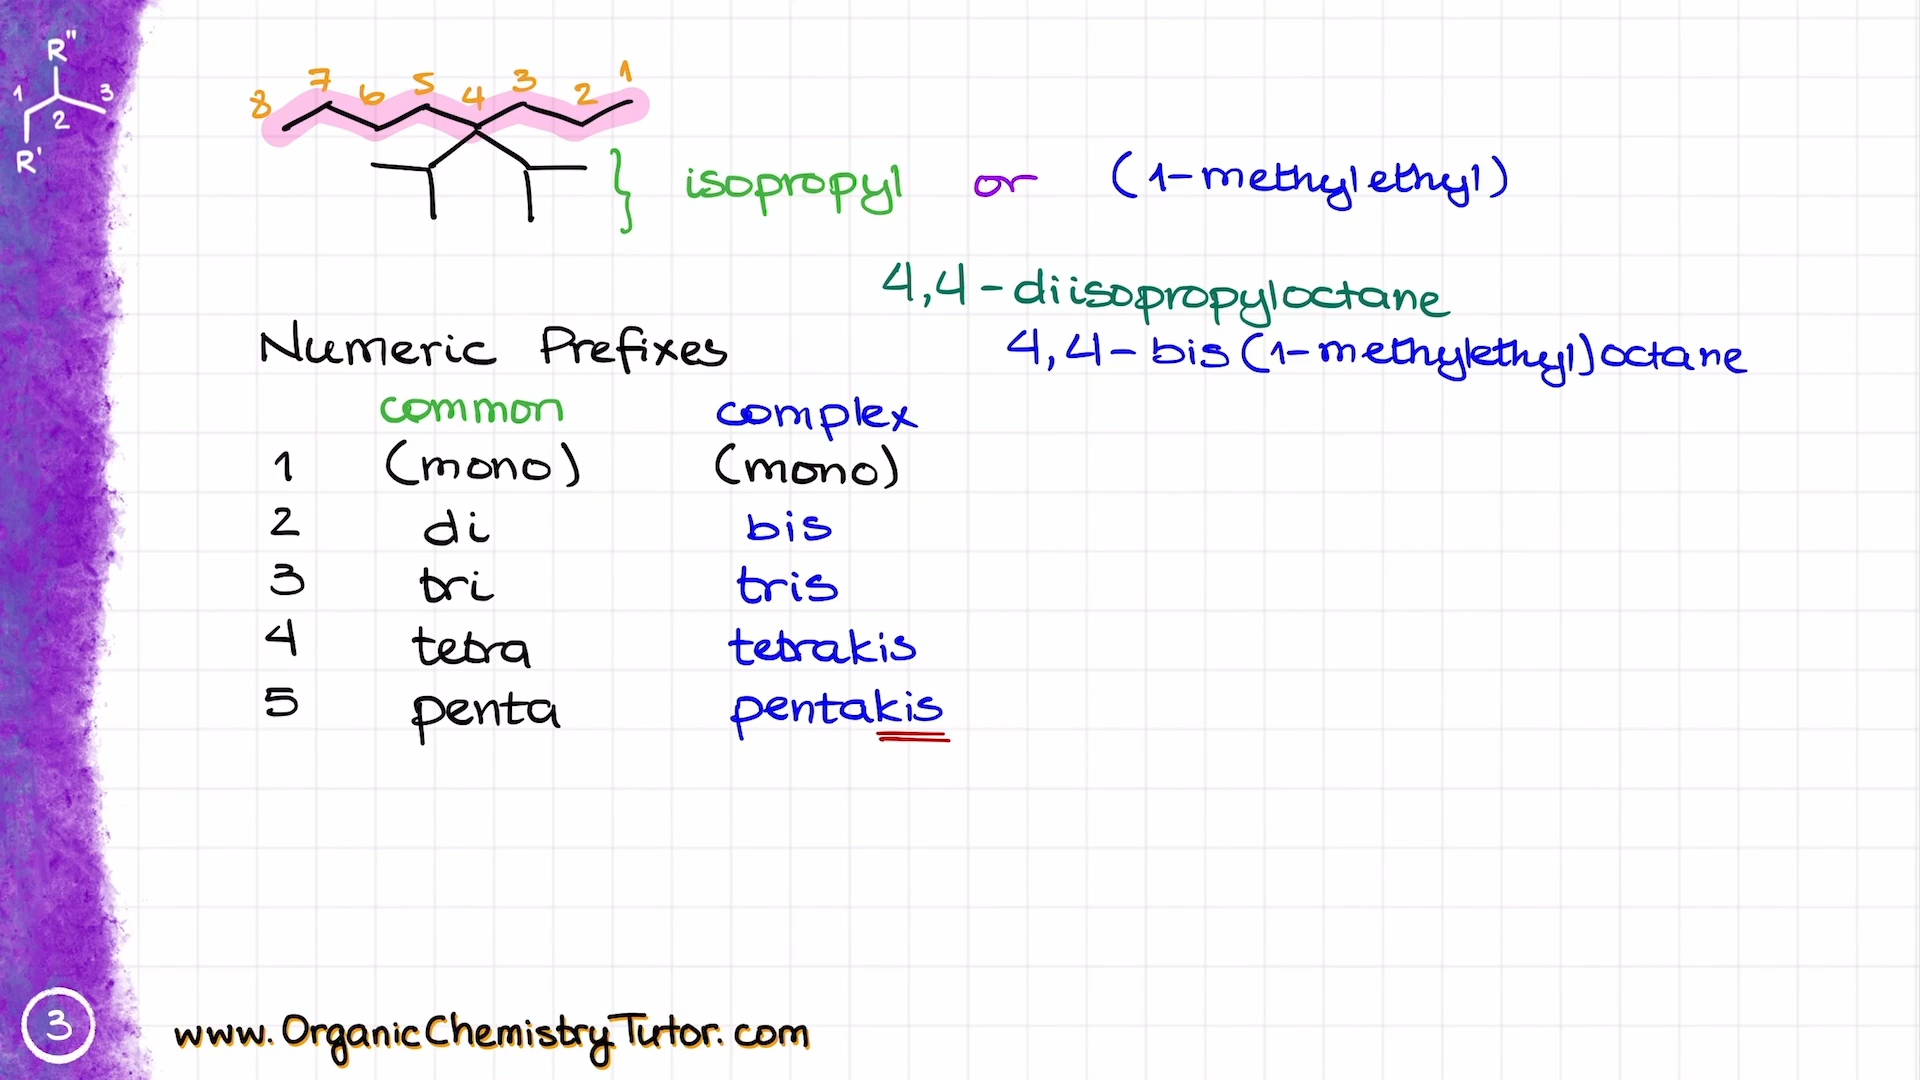 R"
1 3
2
R'
8 7 6 5 4 3 2 1
isopropyl or (1-methylethyl)
4,4-diisopropyloctane
4,4-bis(1-methylethyl)octane
Numeric Prefixes
common complex
1 (mono) (mono)
2 di bis
3 tri tris
4 tetra tetrakis
5 penta pentakis
3
www.OrganicChemistryTutor.com